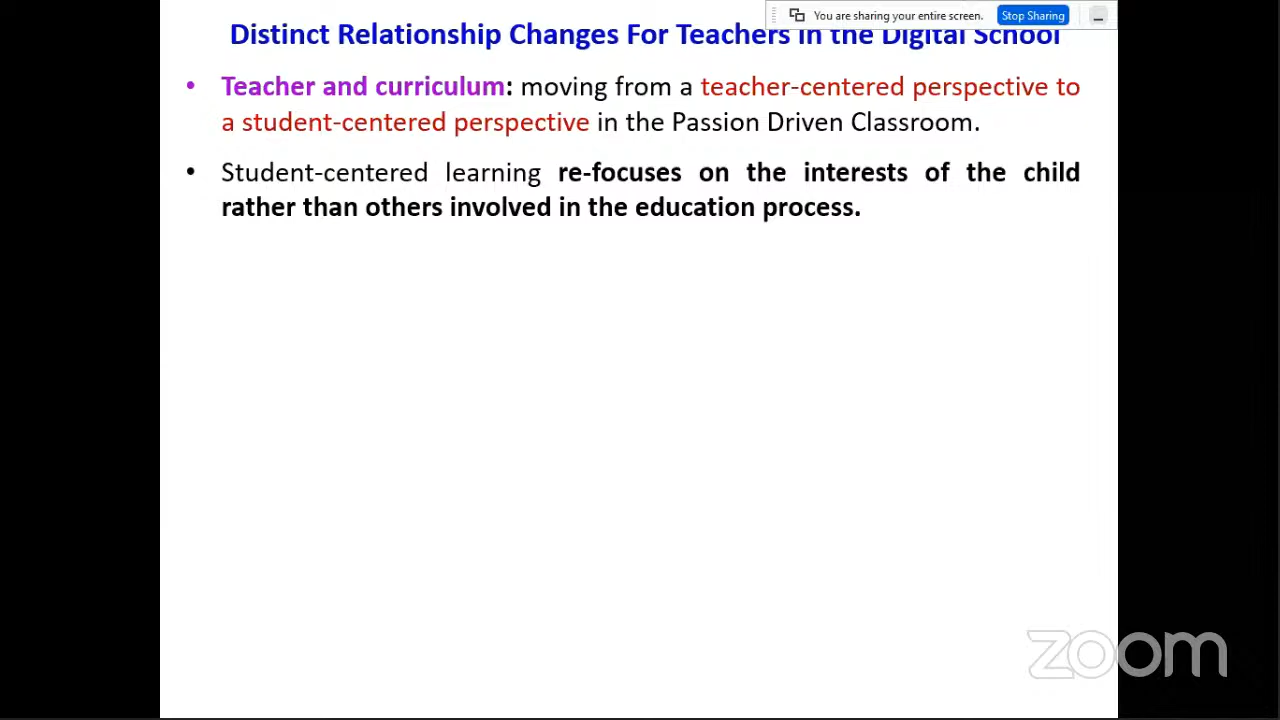 You are sharing your entire screen. Stop Sharing
Distinct Relationship Changes For Teachers in the Digital School
• Teacher and curriculum: moving from a teacher-centered perspective to
a student-centered perspective in the Passion Driven Classroom.
• Student-centered learning re-focuses on the interests of the child
rather than others involved in the education process.
zoom